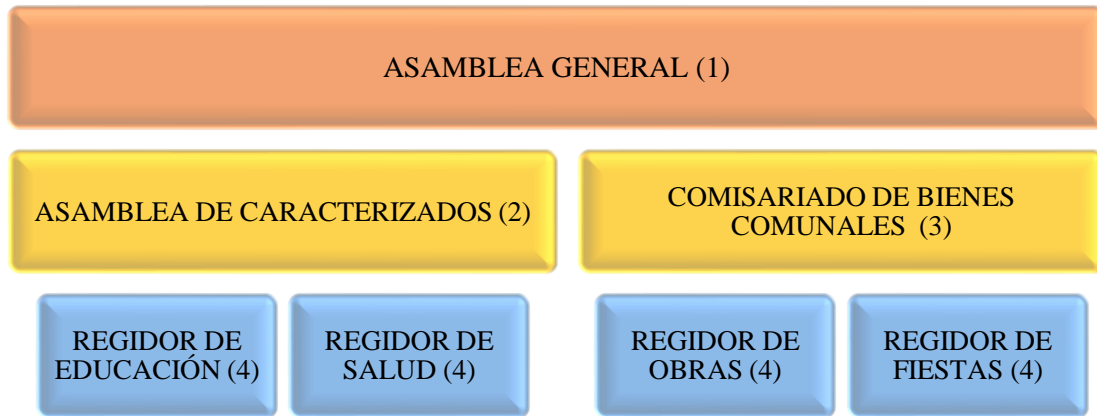 ASAMBLEA GENERAL (1)
ASAMBLEA DE CARACTERIZADOS (2)
COMISARIADO DE BIENES
COMUNALES (3)
REGIDOR DE
EDUCACIÓN (4)
REGIDOR DE
SALUD (4)
REGIDOR DE
OBRAS (4)
REGIDOR DE
FIESTAS (4)